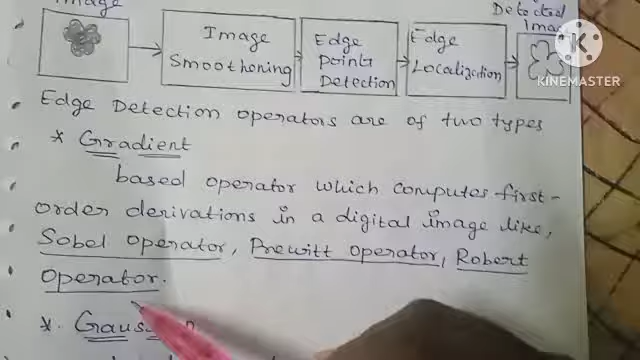 Detected
Image
Image
Smoothening
Edge
Points
Detection
Edge
Localization
KINEMASTER
Edge Detection operators are of two types
* Gradient
based operator which computes first-
order derivations in a digital image like,
Sobel operator, Prewitt operator, Robert
operator.
*